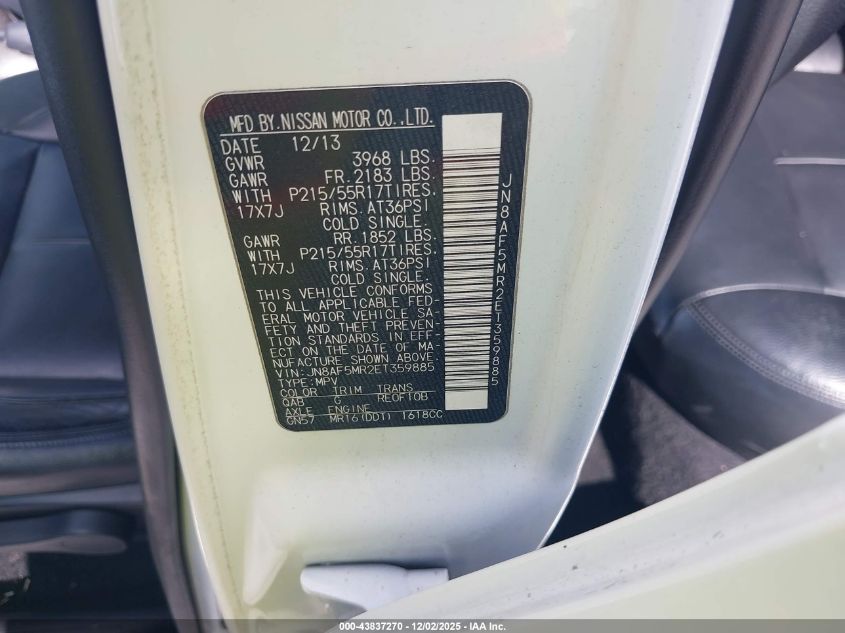 MFD BY.NISSAN MOTOR CO.,LTD.
DATE 12/13
GVWR 3968 LBS.
GAWR FR.2183 LBS.
WITH P215/55R17TIRES.
17X7J RIMS.AT36PSI
COLD SINGLE.
GAWR RR.1852 LBS.
WITH P215/55R17TIRES.
17X7J RIMS.AT36PSI
COLD SINGLE.
THIS VEHICLE CONFORMS
TO ALL APPLICABLE FED-
ERAL MOTOR VEHICLE SA-
FETY AND THEFT PREVEN-
TION STANDARDS IN EFF-
ECT ON THE DATE OF MA-
NUFACTURE SHOWN ABOVE.
VIN:JN8AF5MR2ET359885
TYPE:MPV
COLOR TRIM TRANS
QAB G RE0F10B
AXLE ENGINE
GN57 MR16(DDT) 1618CC
JN8AF5MR2ET359885
000-43837270 - 12/02/2025 - IAA Inc.